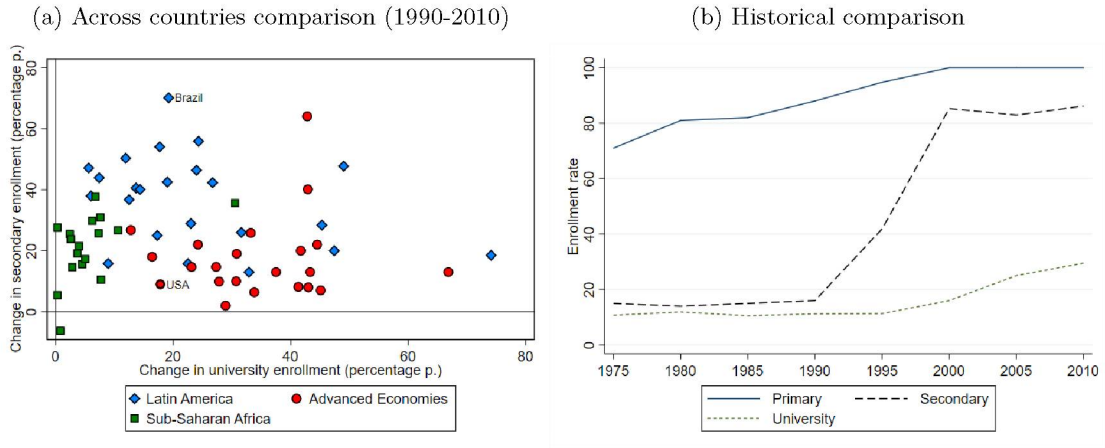 (a) Across countries comparison (1990-2010)
Change in secondary enrollment (percentage p.)
80
60
40
20
0
Brazil
USA
0 20 40 60 80
Change in university enrollment (percentage p.)
Latin America
Advanced Economies
Sub-Saharan Africa
(b) Historical comparison
Enrollment rate
100
80
60
40
20
0
1975 1980 1985 1990 1995 2000 2005 2010
Primary
Secondary
University